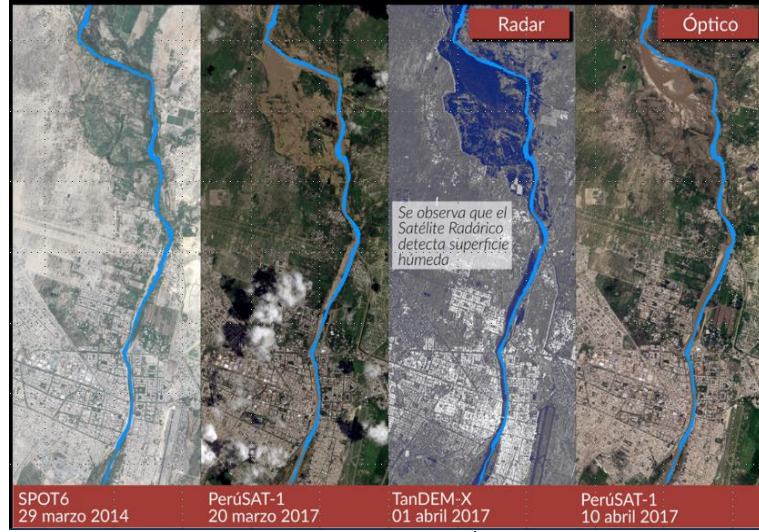 Radar
Óptico
Se observa que el
Satélite Radárico
detecta superficie
húmeda
SPOT6
29 marzo 2014
PerúSAT-1
20 marzo 2017
TanDEM-X
01 abril 2017
PerúSAT-1
10 abril 2017